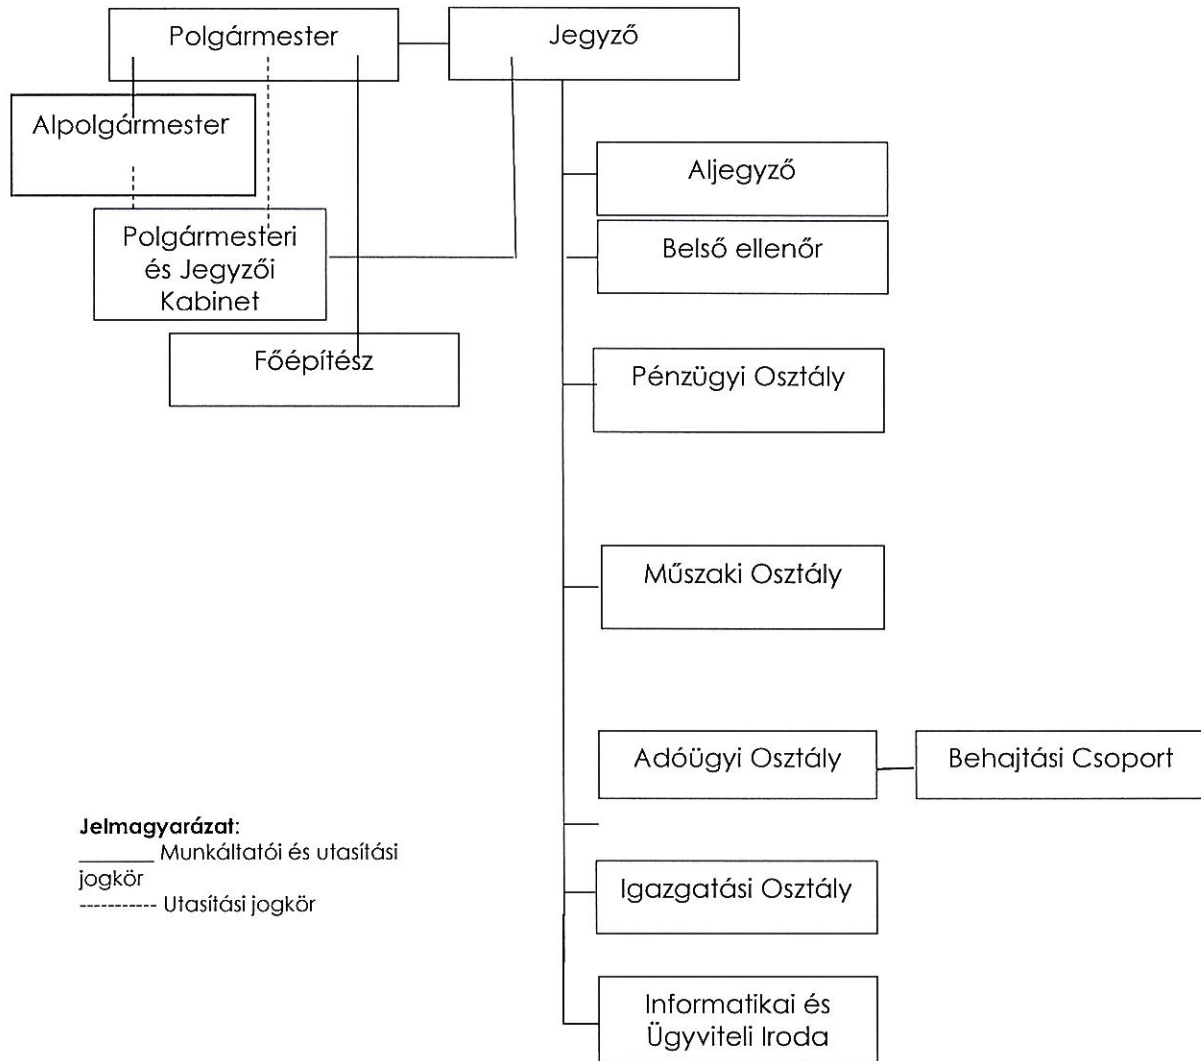 Polgármester
Jegyző
Alpolgármester
Aljegyző
Polgármesteri
és Jegyzői
Kabinet
Belső ellenőr
Főépítész
Pénzügyi Osztály
Műszaki Osztály
Adóügyi Osztály
Behajtási Csoport
Jelmagyarázat:
________ Munkáltatói és utasítási
jogkör
----------- Utasítási jogkör
Igazgatási Osztály
Informatikai és
Ügyviteli Iroda